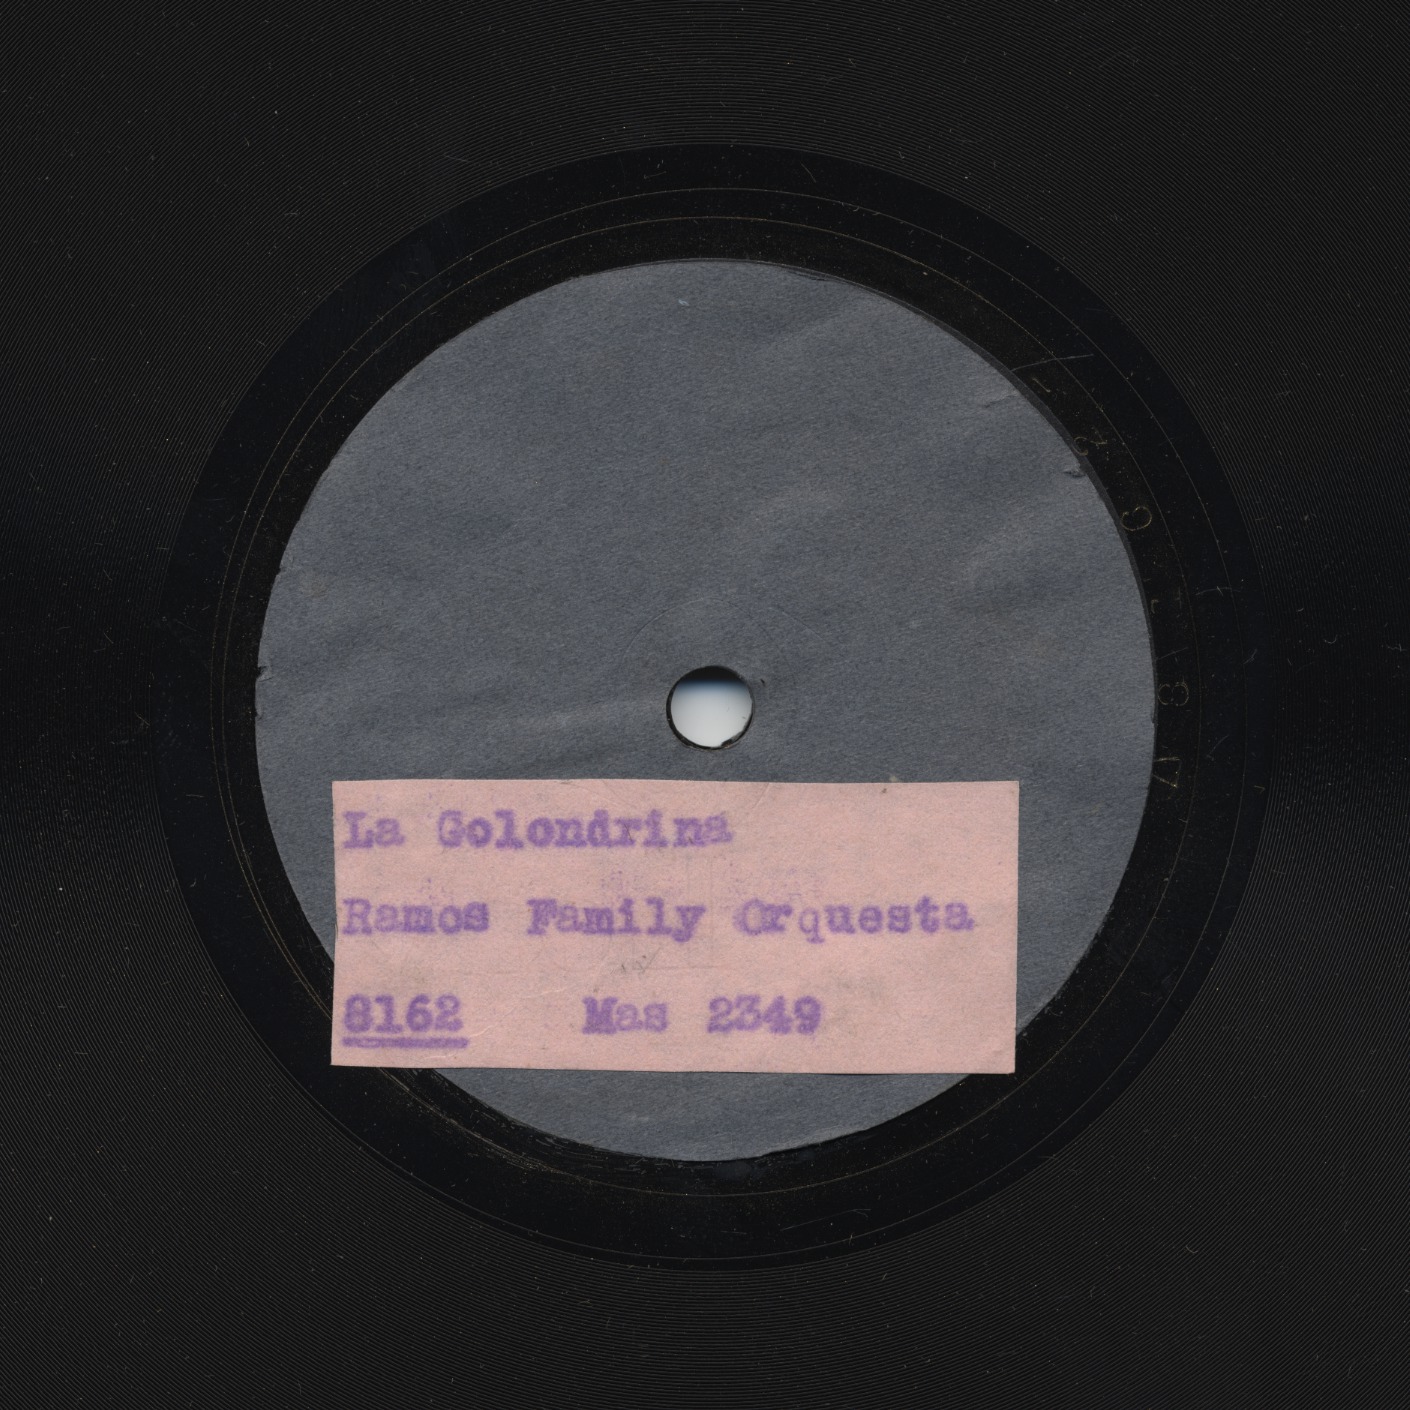 La Golondrina
Ramos Family Orquesta
8162 Mas 2349